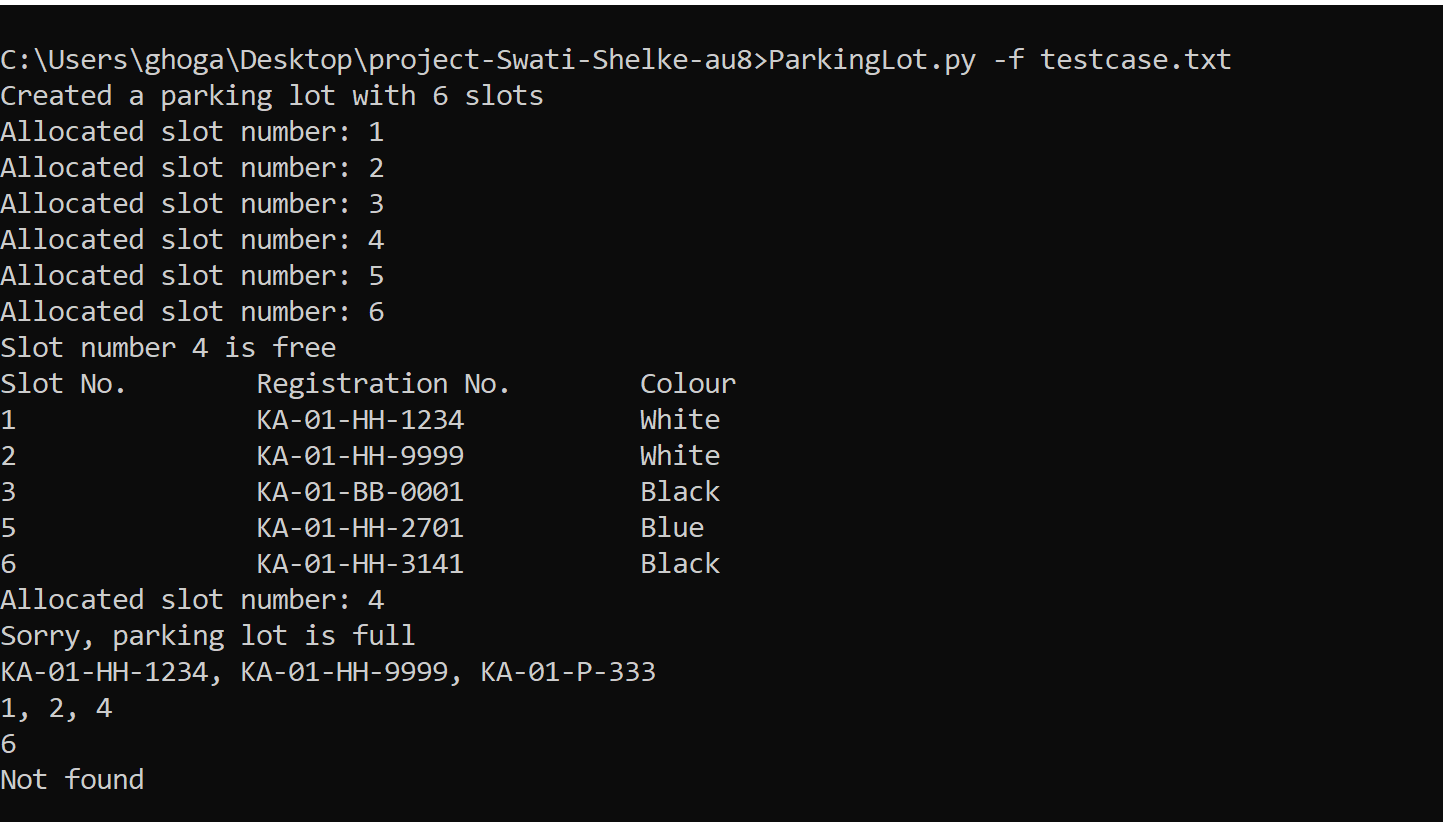 C:\Users\ghoga\Desktop\project-Swati-Shelke-au8>ParkingLot.py -f testcase.txt
Created a parking lot with 6 slots
Allocated slot number: 1
Allocated slot number: 2
Allocated slot number: 3
Allocated slot number: 4
Allocated slot number: 5
Allocated slot number: 6
Slot number 4 is free
Slot No.        Registration No.        Colour
1               KA-01-HH-1234           White
2               KA-01-HH-9999           White
3               KA-01-BB-0001           Black
5               KA-01-HH-2701           Blue
6               KA-01-HH-3141           Black
Allocated slot number: 4
Sorry, parking lot is full
KA-01-HH-1234, KA-01-HH-9999, KA-01-P-333
1, 2, 4
6
Not found